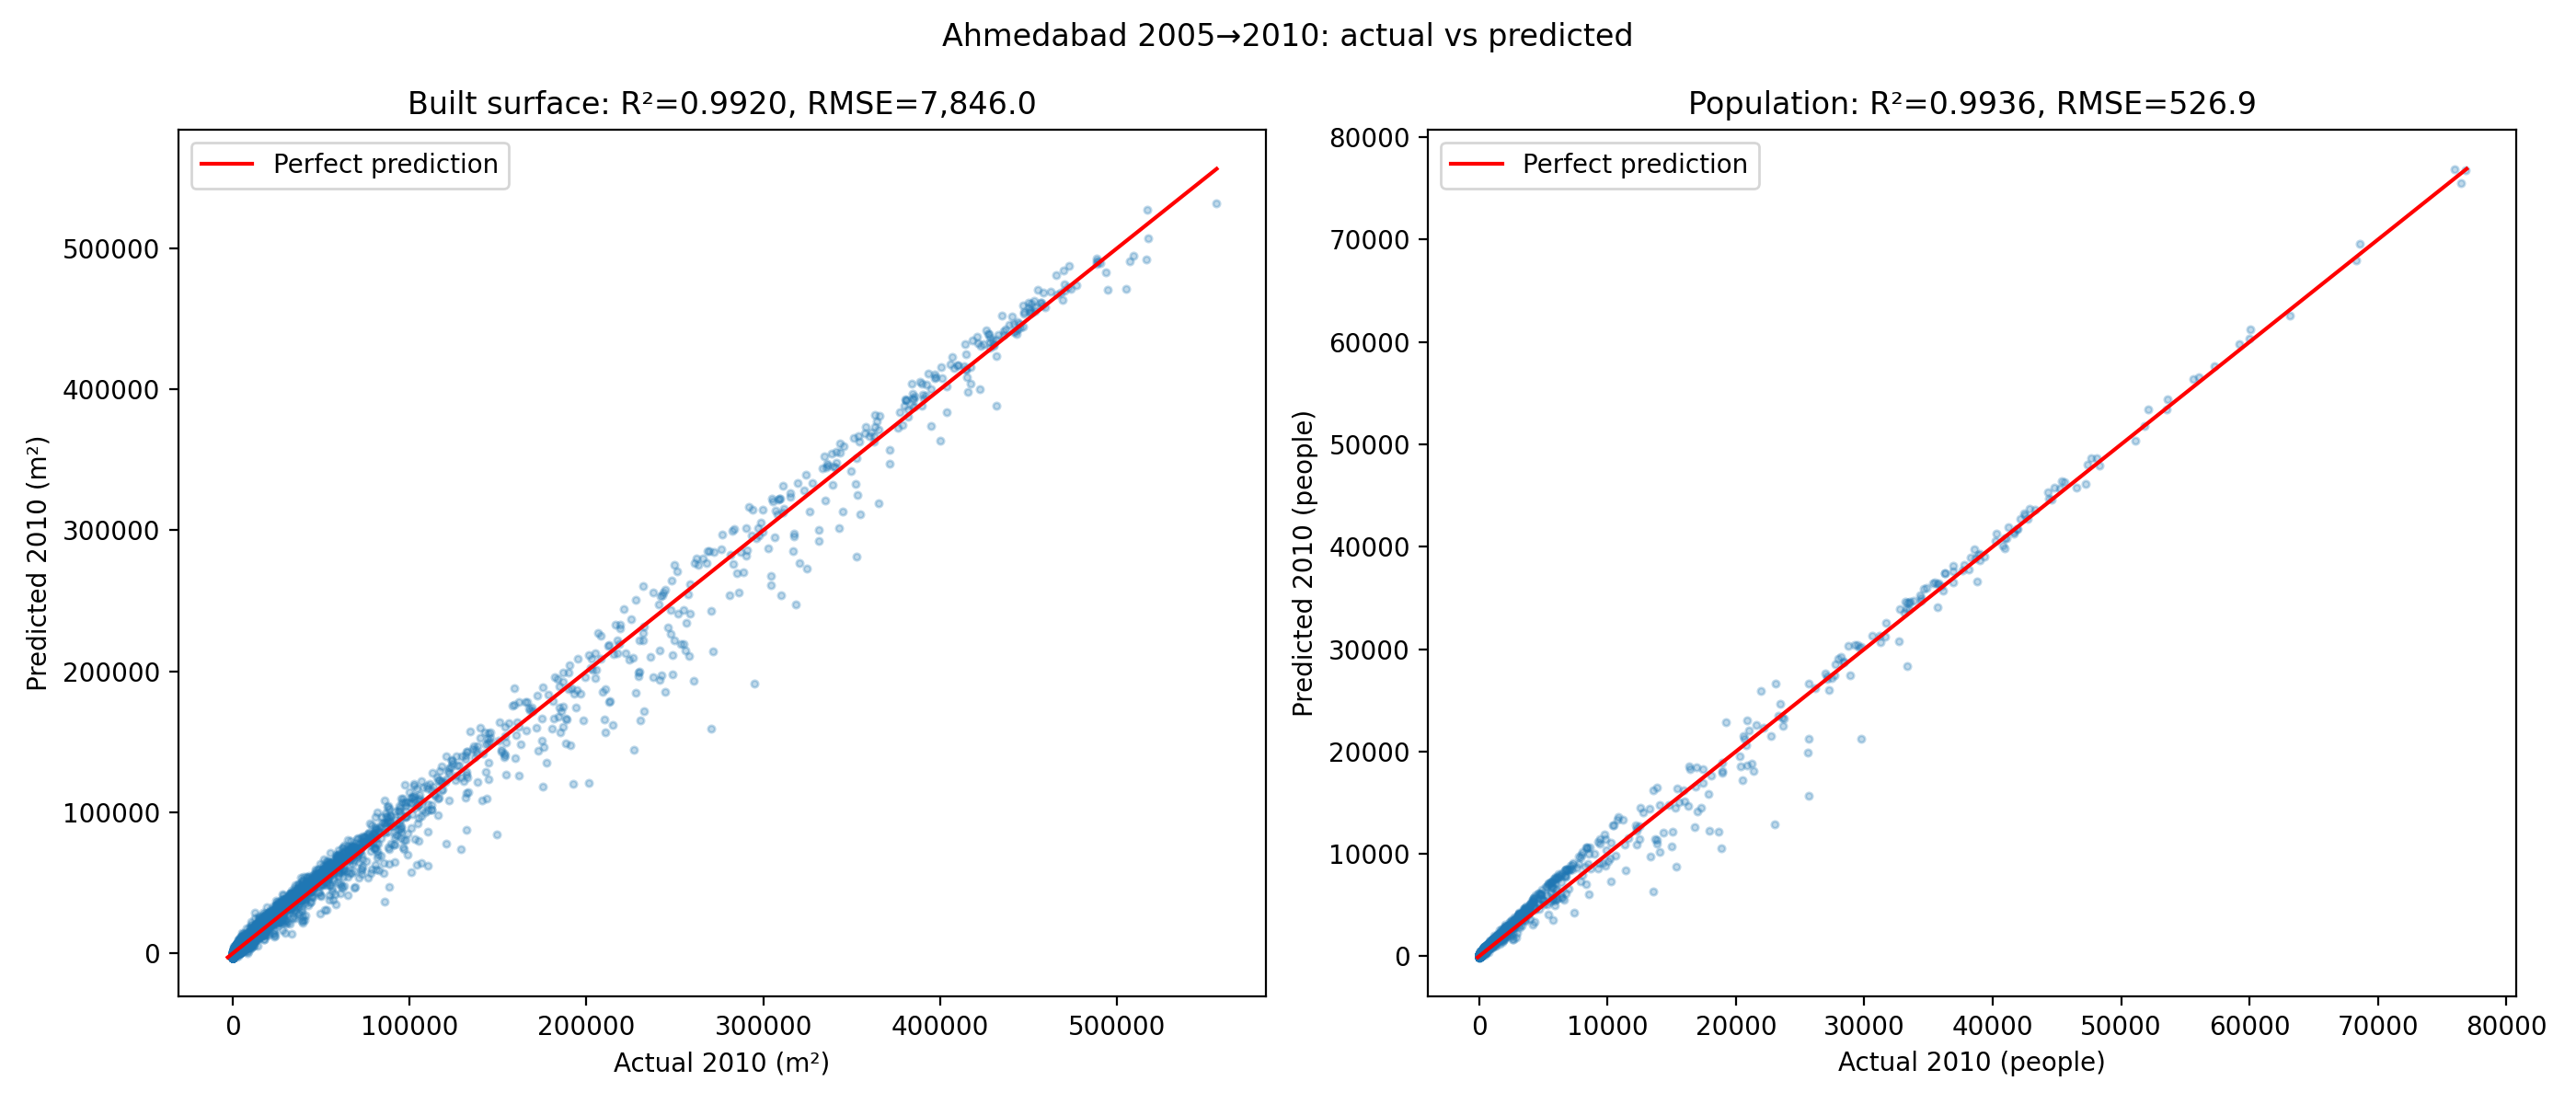 Ahmedabad 2005→2010: actual vs predicted
Built surface: R²=0.9920, RMSE=7,846.0
Perfect prediction
Predicted 2010 (m²)
500000
400000
300000
200000
100000
0
0 100000 200000 300000 400000 500000
Actual 2010 (m²)
Population: R²=0.9936, RMSE=526.9
Perfect prediction
Predicted 2010 (people)
80000
70000
60000
50000
40000
30000
20000
10000
0
0 10000 20000 30000 40000 50000 60000 70000 80000
Actual 2010 (people)